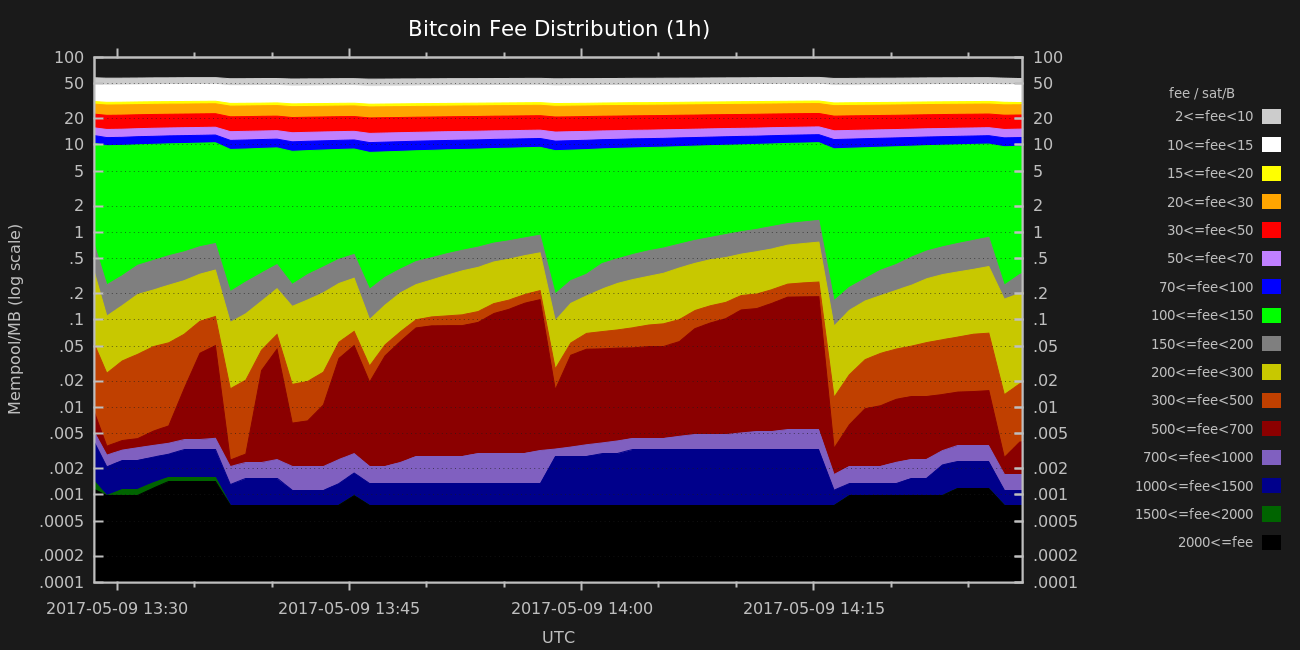 Bitcoin Fee Distribution (1h)
Mempool/MB (log scale)
100
50
20
10
5
2
1
.5
.2
.1
.05
.02
.01
.005
.002
.001
.0005
.0002
.0001
100
50
20
10
5
2
1
.5
.2
.1
.05
.02
.01
.005
.002
.001
.0005
.0002
.0001
2017-05-09 13:30
2017-05-09 13:45
2017-05-09 14:00
2017-05-09 14:15
UTC
fee / sat/B
2<=fee<10
10<=fee<15
15<=fee<20
20<=fee<30
30<=fee<50
50<=fee<70
70<=fee<100
100<=fee<150
150<=fee<200
200<=fee<300
300<=fee<500
500<=fee<700
700<=fee<1000
1000<=fee<1500
1500<=fee<2000
2000<=fee